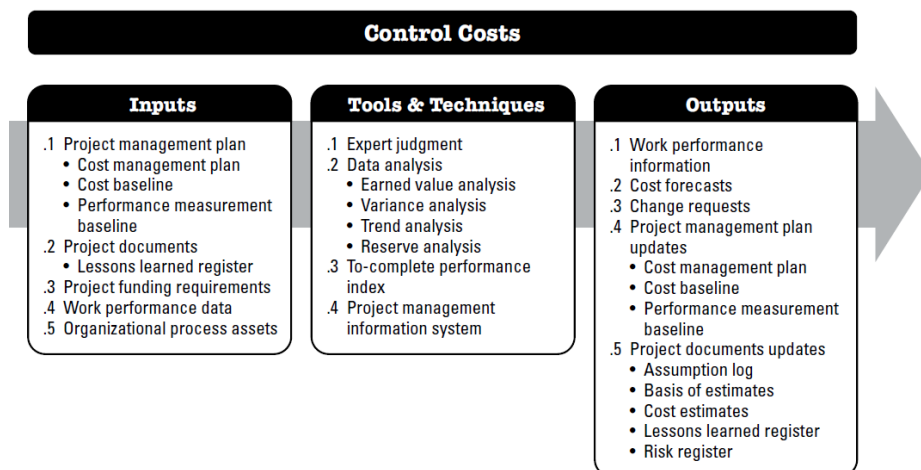 Control Costs
Inputs
.1 Project management plan
• Cost management plan
• Cost baseline
• Performance measurement
baseline
.2 Project documents
• Lessons learned register
.3 Project funding requirements
.4 Work performance data
.5 Organizational process assets
Tools & Techniques
.1 Expert judgment
.2 Data analysis
• Earned value analysis
• Variance analysis
• Trend analysis
• Reserve analysis
.3 To-complete performance
index
.4 Project management
information system
Outputs
.1 Work performance
information
.2 Cost forecasts
.3 Change requests
.4 Project management plan
updates
• Cost management plan
• Cost baseline
• Performance measurement
baseline
.5 Project documents updates
• Assumption log
• Basis of estimates
• Cost estimates
• Lessons learned register
• Risk register